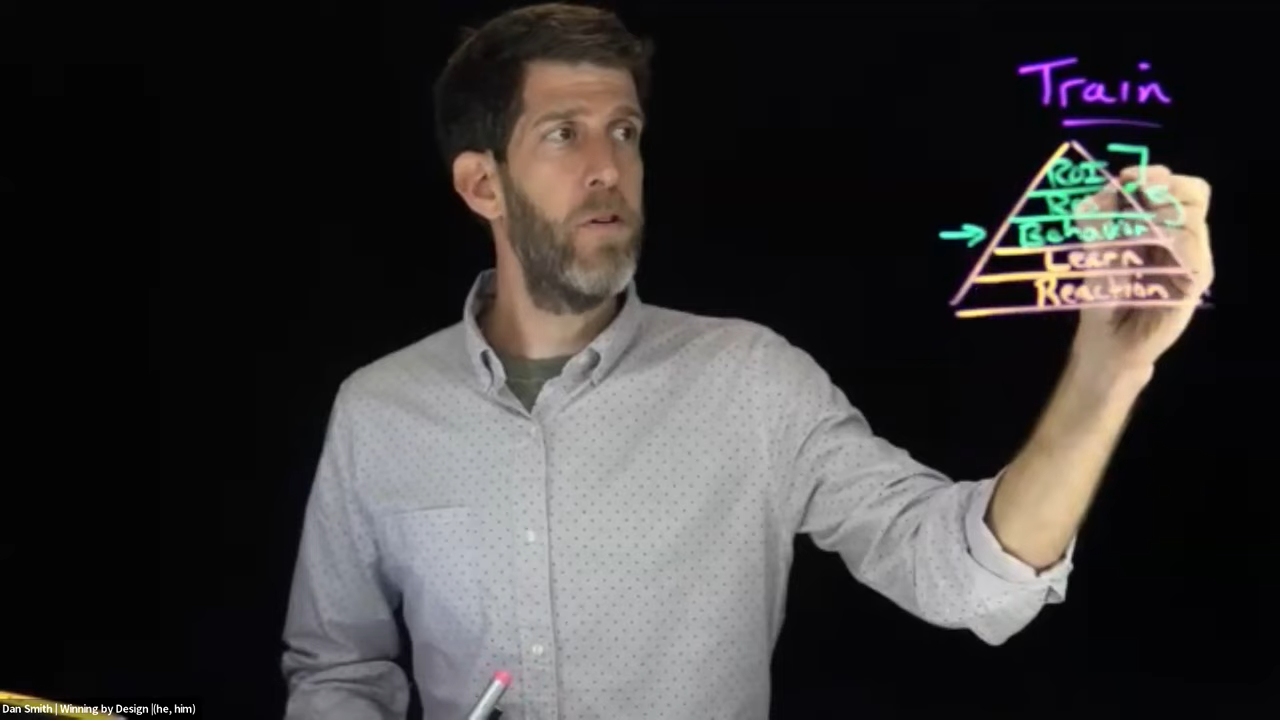 Train
ROI
Behavior
Learn
Reaction
Dan Smith | Winning by Design |(he, him)